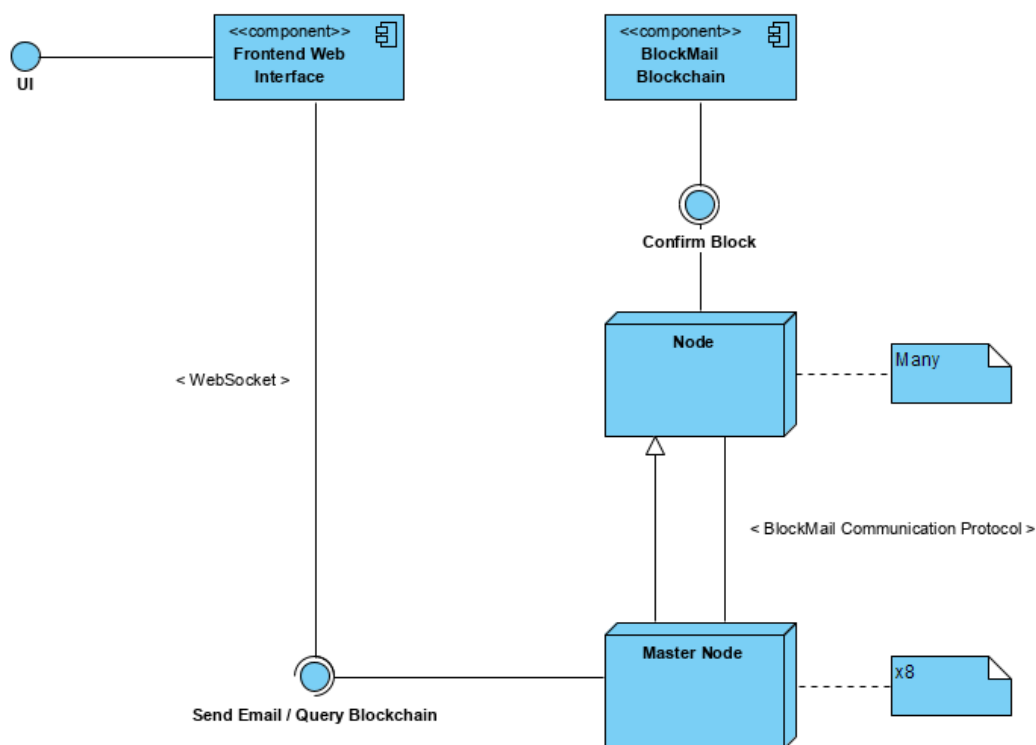 <<component>>
Frontend Web
Interface
<<component>>
BlockMail
Blockchain
UI
Confirm Block
Node
Many
< WebSocket >
< BlockMail Communication Protocol >
Master Node
x8
Send Email / Query Blockchain